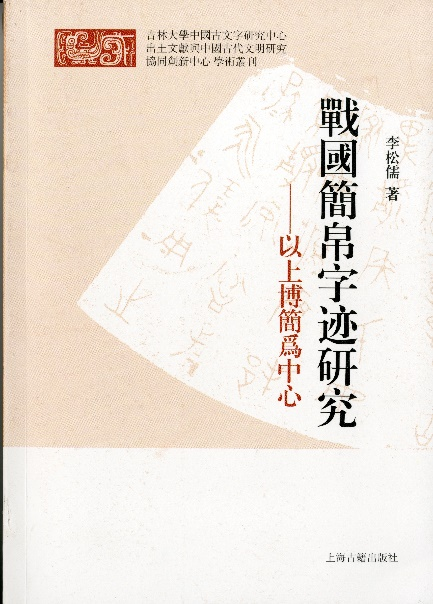 吉林大學中國古文字研究中心
出土文獻與中國古代文明研究
協同創新中心 學術叢刊
戰國簡帛字迹研究
——以上博簡爲中心
李松儒 著
上海古籍出版社